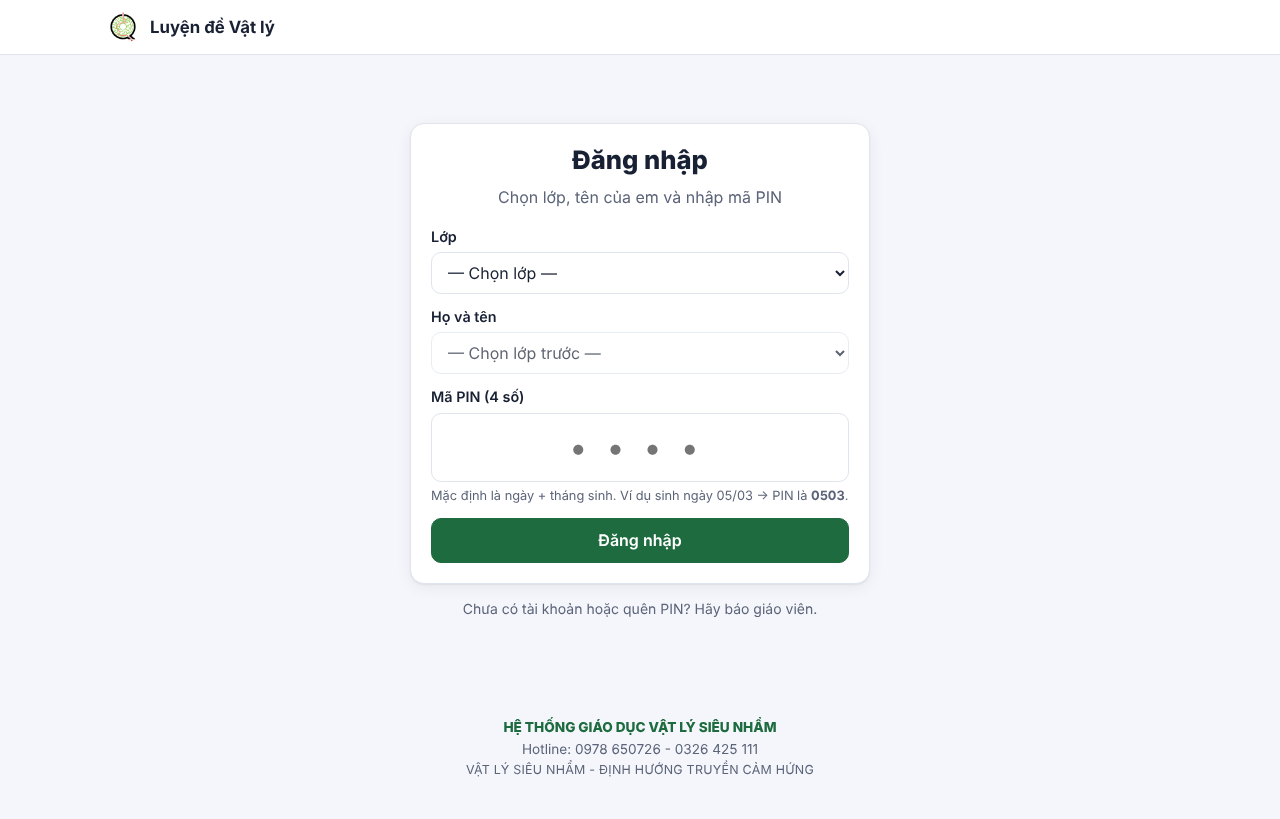 Luyện đề Vật lý
Đăng nhập
Chọn lớp, tên của em và nhập mã PIN
Lớp
— Chọn lớp —
Họ và tên
— Chọn lớp trước —
Mã PIN (4 số)
Mặc định là ngày + tháng sinh. Ví dụ sinh ngày 05/03 → PIN là 0503.
Đăng nhập
Chưa có tài khoản hoặc quên PIN? Hãy báo giáo viên.
HỆ THỐNG GIÁO DỤC VẬT LÝ SIÊU NHẦM
Hotline: 0978 650726 - 0326 425 111
VẬT LÝ SIÊU NHẦM - ĐỊNH HƯỚNG TRUYỀN CẢM HỨNG